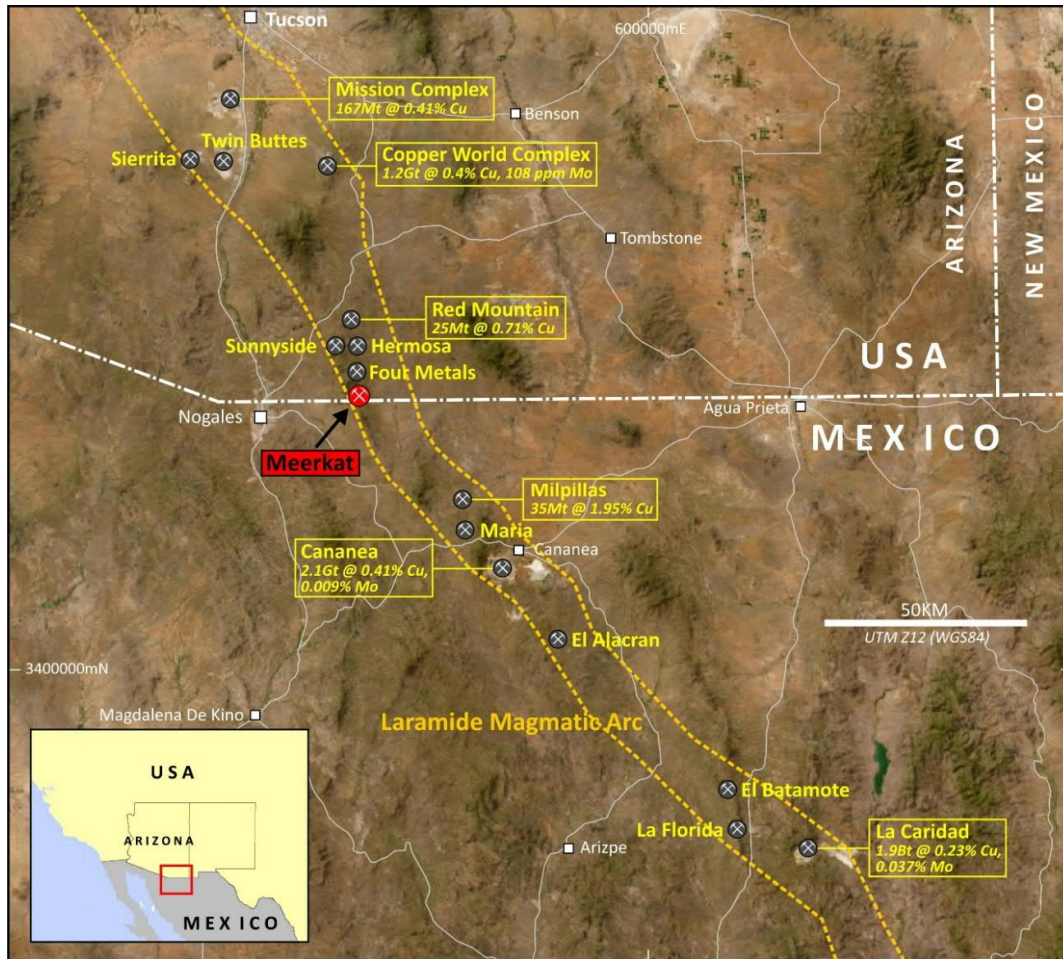 Tucson
600000mE
Mission Complex
167Mt @ 0.41% Cu
Benson
Twin Buttes
Sierrita
Copper World Complex
1.2Gt @ 0.4% Cu, 108 ppm Mo
ARIZONA
NEW MEXICO
Tombstone
Red Mountain
25Mt @ 0.71% Cu
Sunnyside
Hermosa
Four Metals
USA
Nogales
Agua Prieta
MEXICO
Meerkat
Milpillas
35Mt @ 1.95% Cu
Maria
Cananea
Cananea
2.1Gt @ 0.41% Cu,
0.009% Mo
50KM
UTM Z12 (WGS84)
El Alacran
3400000mN
Magdalena De Kino
Laramide Magmatic Arc
USA
ARIZONA
MEXICO
El Batamote
La Florida
La Caridad
1.9Bt @ 0.23% Cu,
0.037% Mo
Arizpe